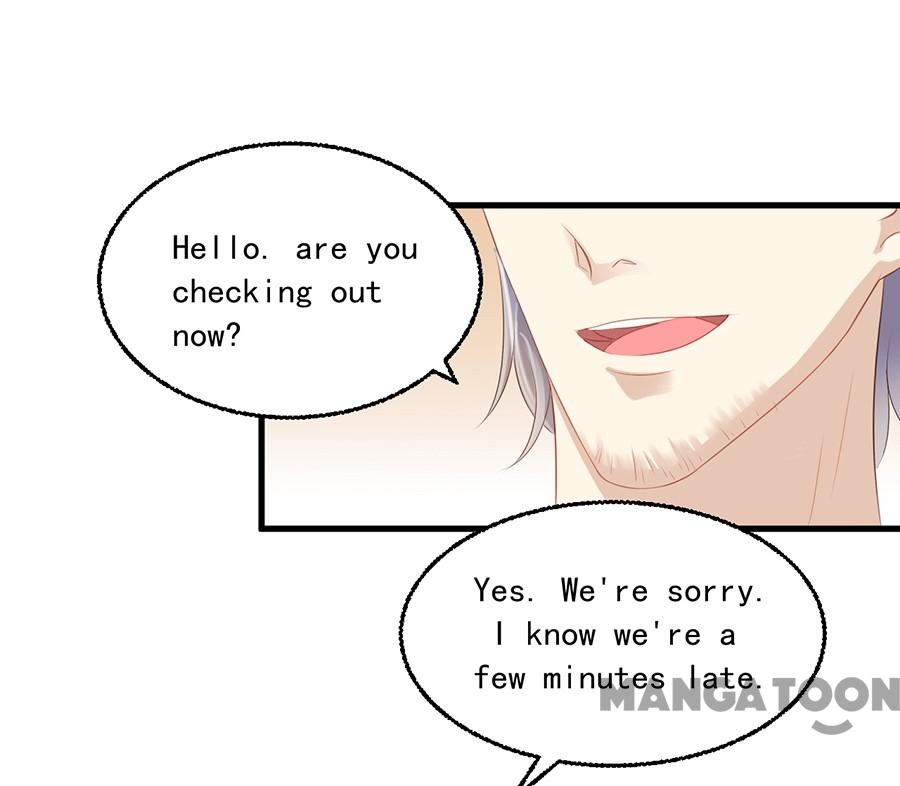 Hello. are you
checking out
now?
Yes. We're sorry.
I know we're a
few minutes late.
MANGATOON